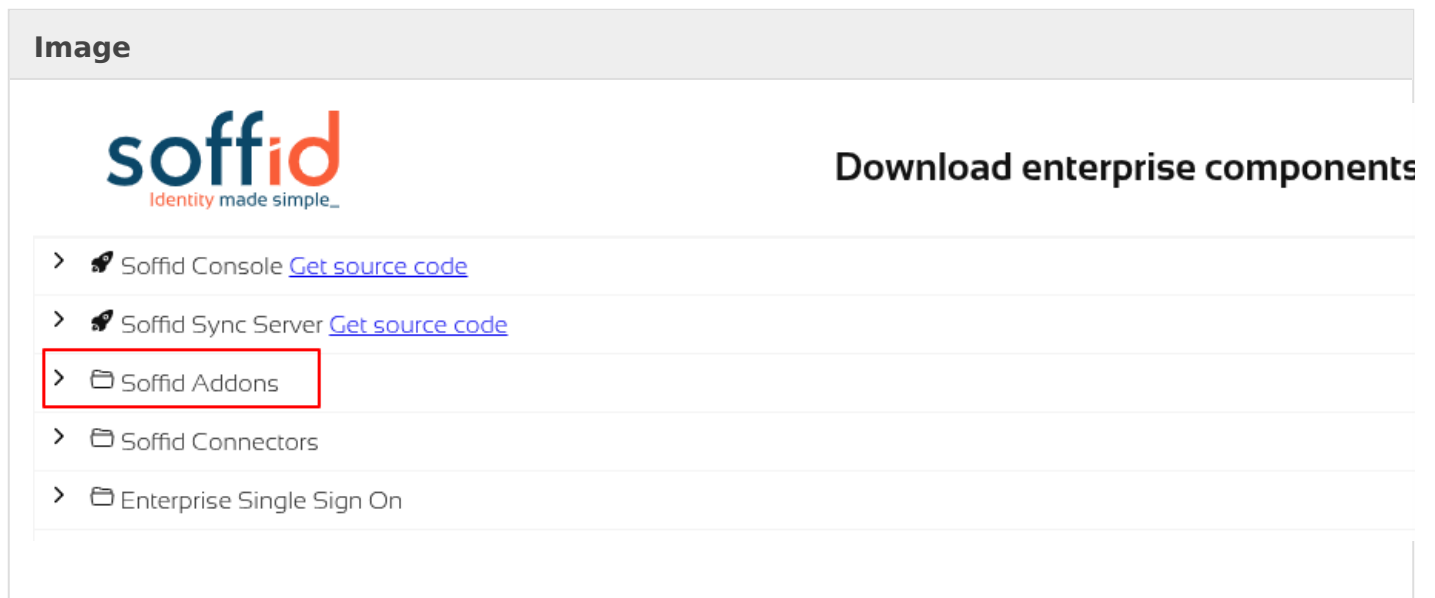 Image
soffid
Identity made simple_
Download enterprise components
Soffid Console Get source code
Soffid Sync Server Get source code
Soffid Addons
Soffid Connectors
Enterprise Single Sign On